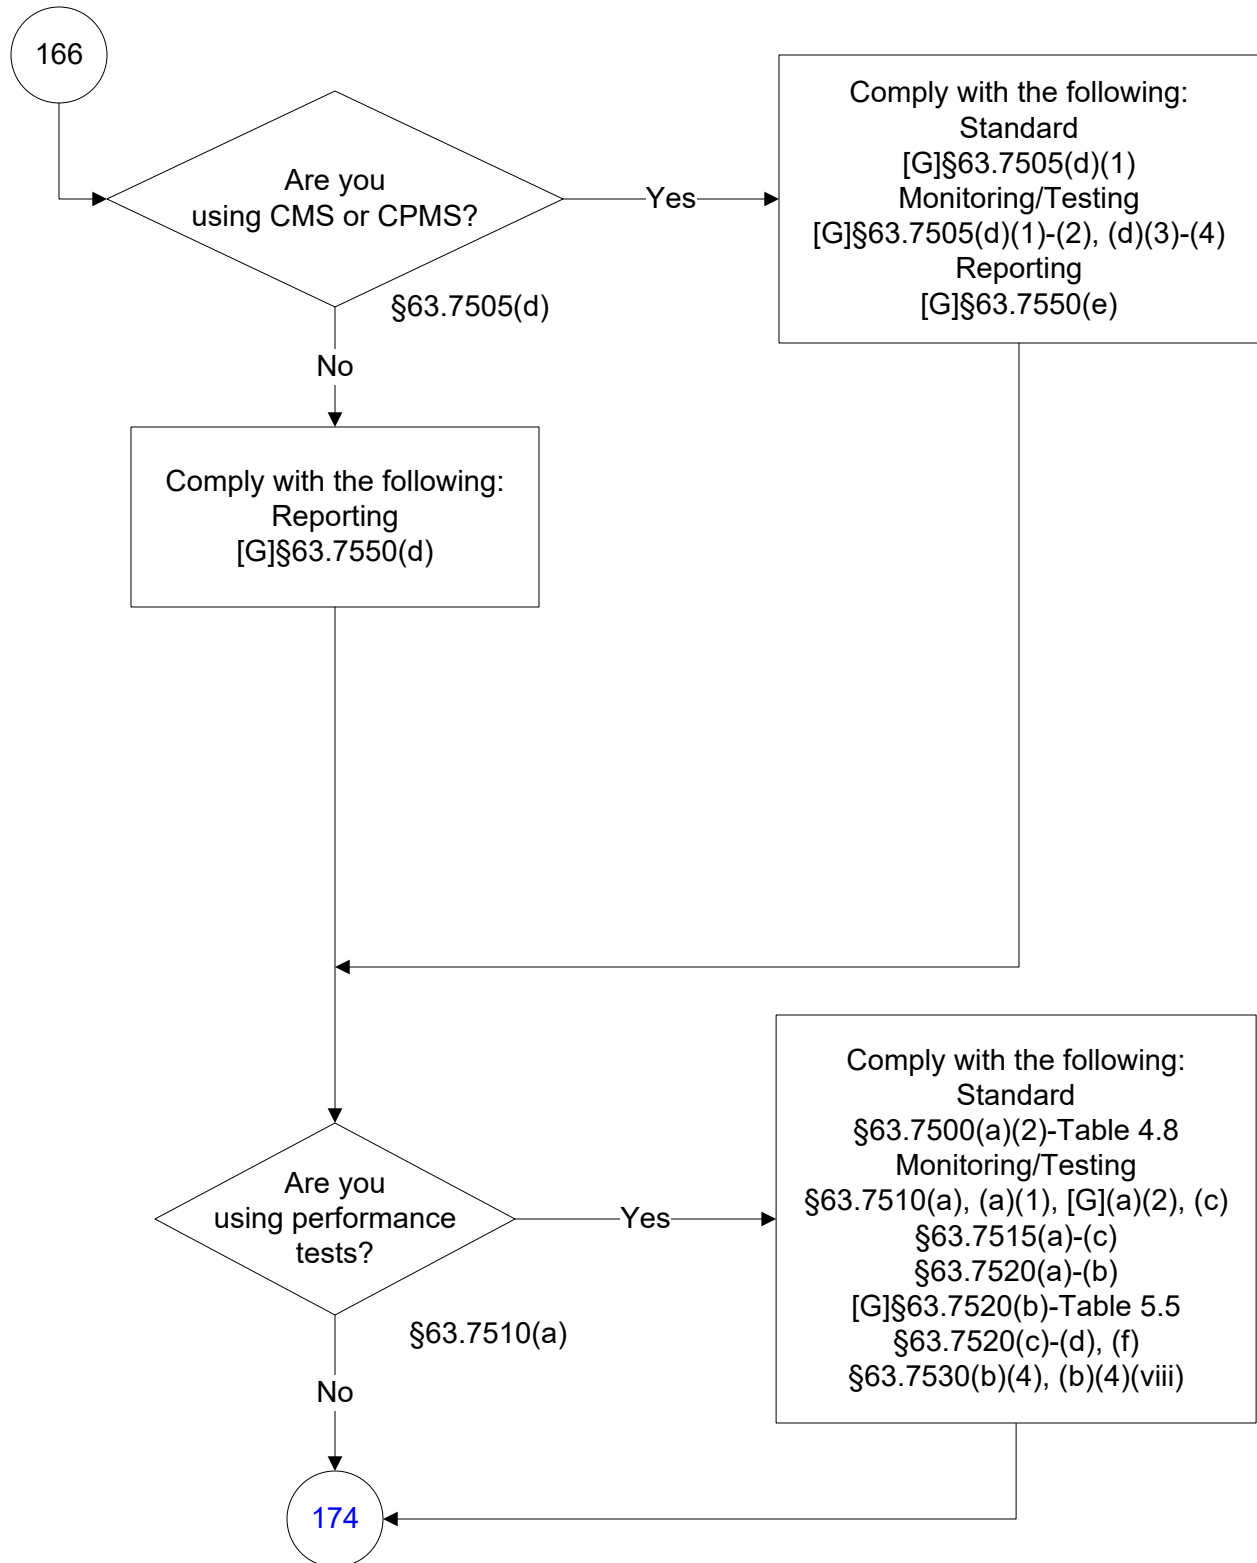 166
Are you
using CMS or CPMS?
Yes
§63.7505(d)
No
Comply with the following:
Standard
[G]§63.7505(d)(1)
Monitoring/Testing
[G]§63.7505(d)(1)-(2), (d)(3)-(4)
Reporting
[G]§63.7550(e)
Comply with the following:
Reporting
[G]§63.7550(d)
Are you
using performance
tests?
Yes
§63.7510(a)
No
Comply with the following:
Standard
§63.7500(a)(2)-Table 4.8
Monitoring/Testing
§63.7510(a), (a)(1), [G](a)(2), (c)
§63.7515(a)-(c)
§63.7520(a)-(b)
[G]§63.7520(b)-Table 5.5
§63.7520(c)-(d), (f)
§63.7530(b)(4), (b)(4)(viii)
174